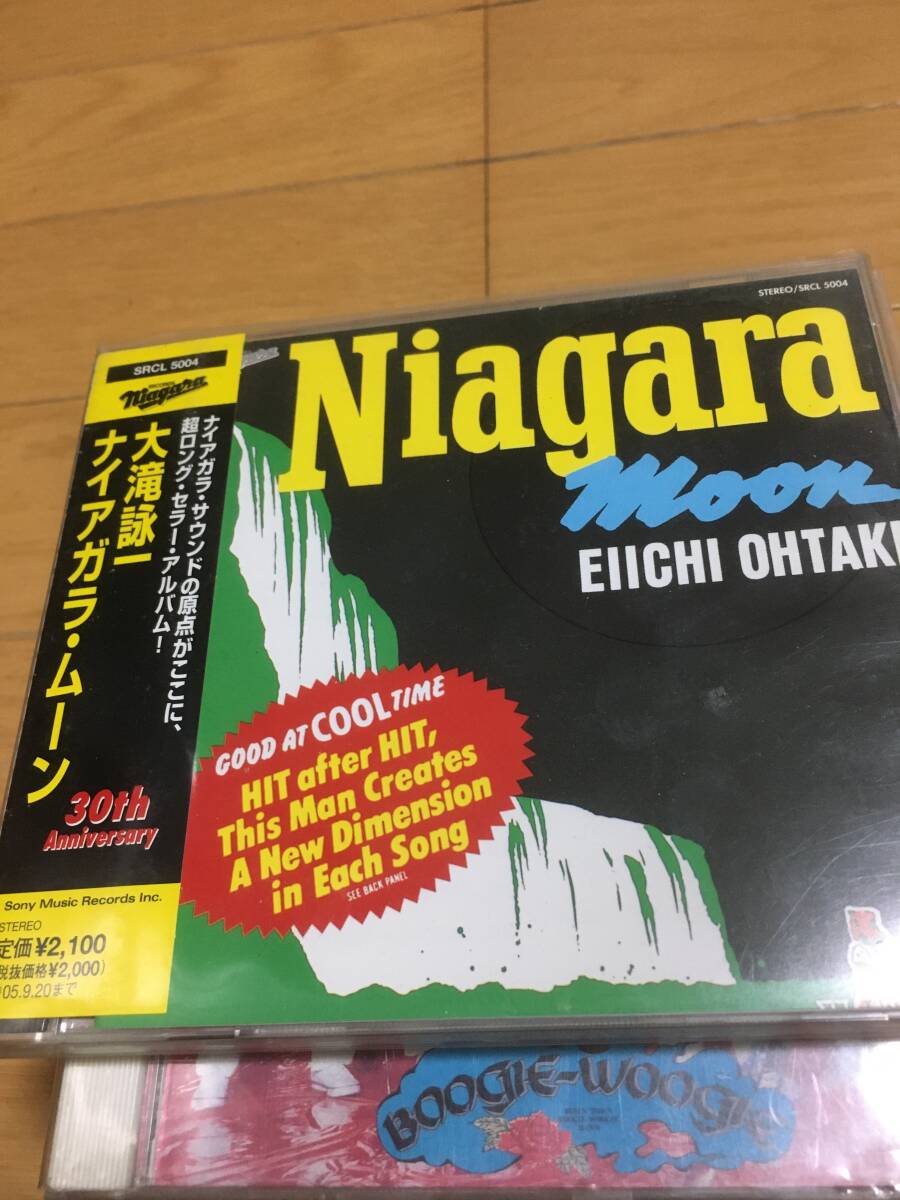 SRCL 5004
RECORDS
Niagara
ナイアガラ・サウンドの原点がここに、
超ロング・セラー・アルバム!
大滝詠一
ナイアガラ・ムーン
30th
Anniversary
Sony Music Records Inc.
STEREO
定価¥2,100
税抜価格¥2,000)
05.9.20まで
STEREO/SRCL 5004
Niagara
Moon
EIICHI OHTAKI
GOOD AT COOL TIME
HIT after HIT,
This Man Creates
A New Dimension
in Each Song
SEE BACK PANEL
BOOGIE-WOOGIE